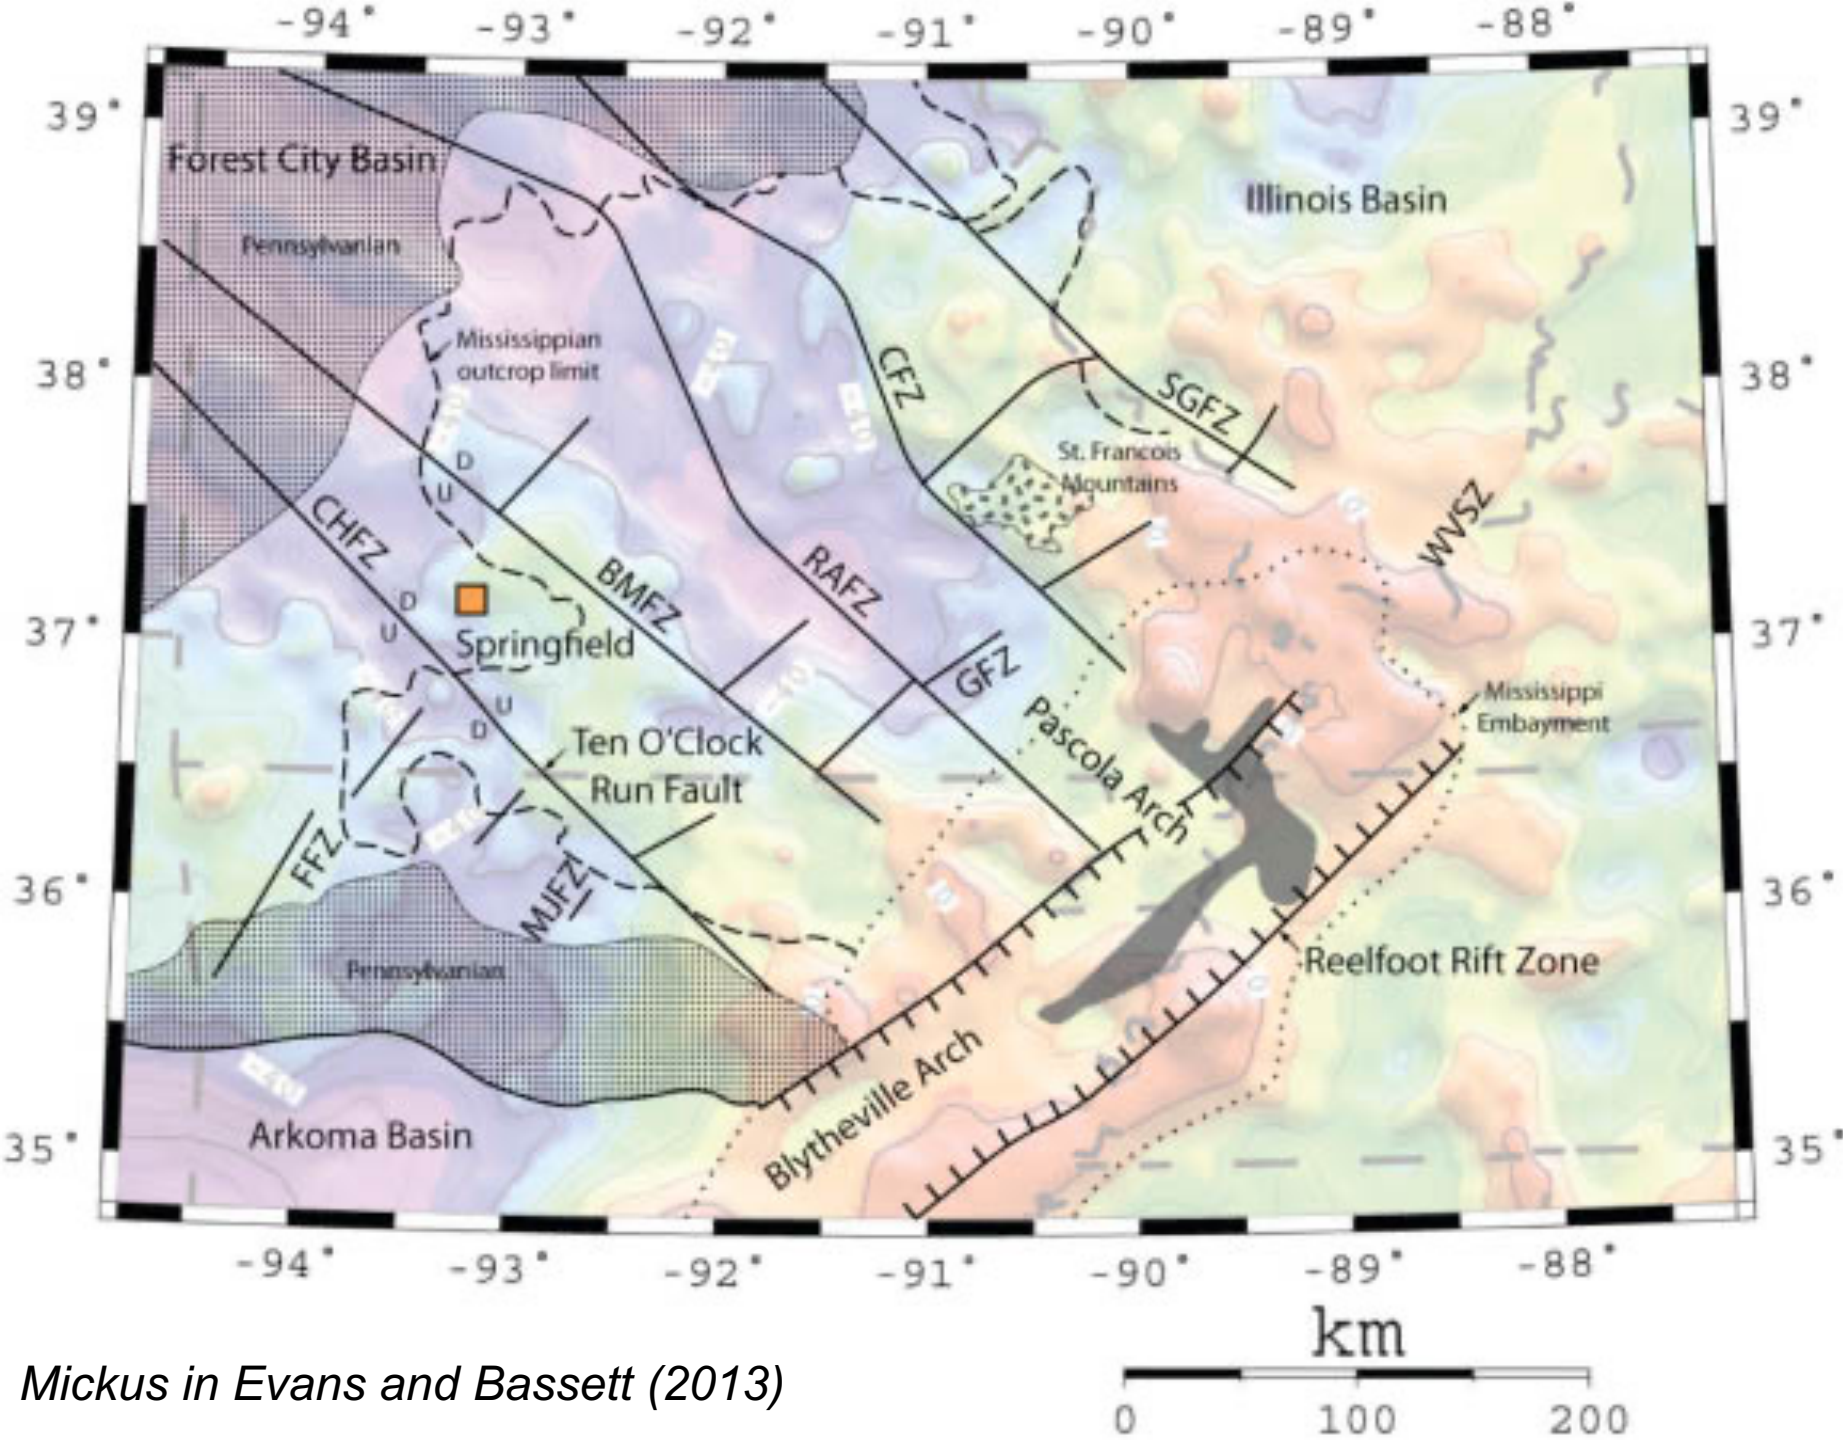 -94° -93° -92° -91° -90° -89° -88°
39° 39°
Forest City Basin
Illinois Basin
Pennsylvanian
Mississippian
outcrop limit
38° 38°
CFZ
SGFZ
St. Francois
Mountains
D
U
CHFZ
WVSZ
BMFZ
RAFZ
D
U
37° 37°
Springfield
GFZ
U
D
Pascola Arch
Mississippi
Embayment
Ten O'Clock
Run Fault
FFZ
MJFZ
36° 36°
Pennsylvanian
Reelfoot Rift Zone
Blytheville Arch
Arkoma Basin
35° 35°
-94° -93° -92° -91° -90° -89° -88°
km
0 100 200
Mickus in Evans and Bassett (2013)